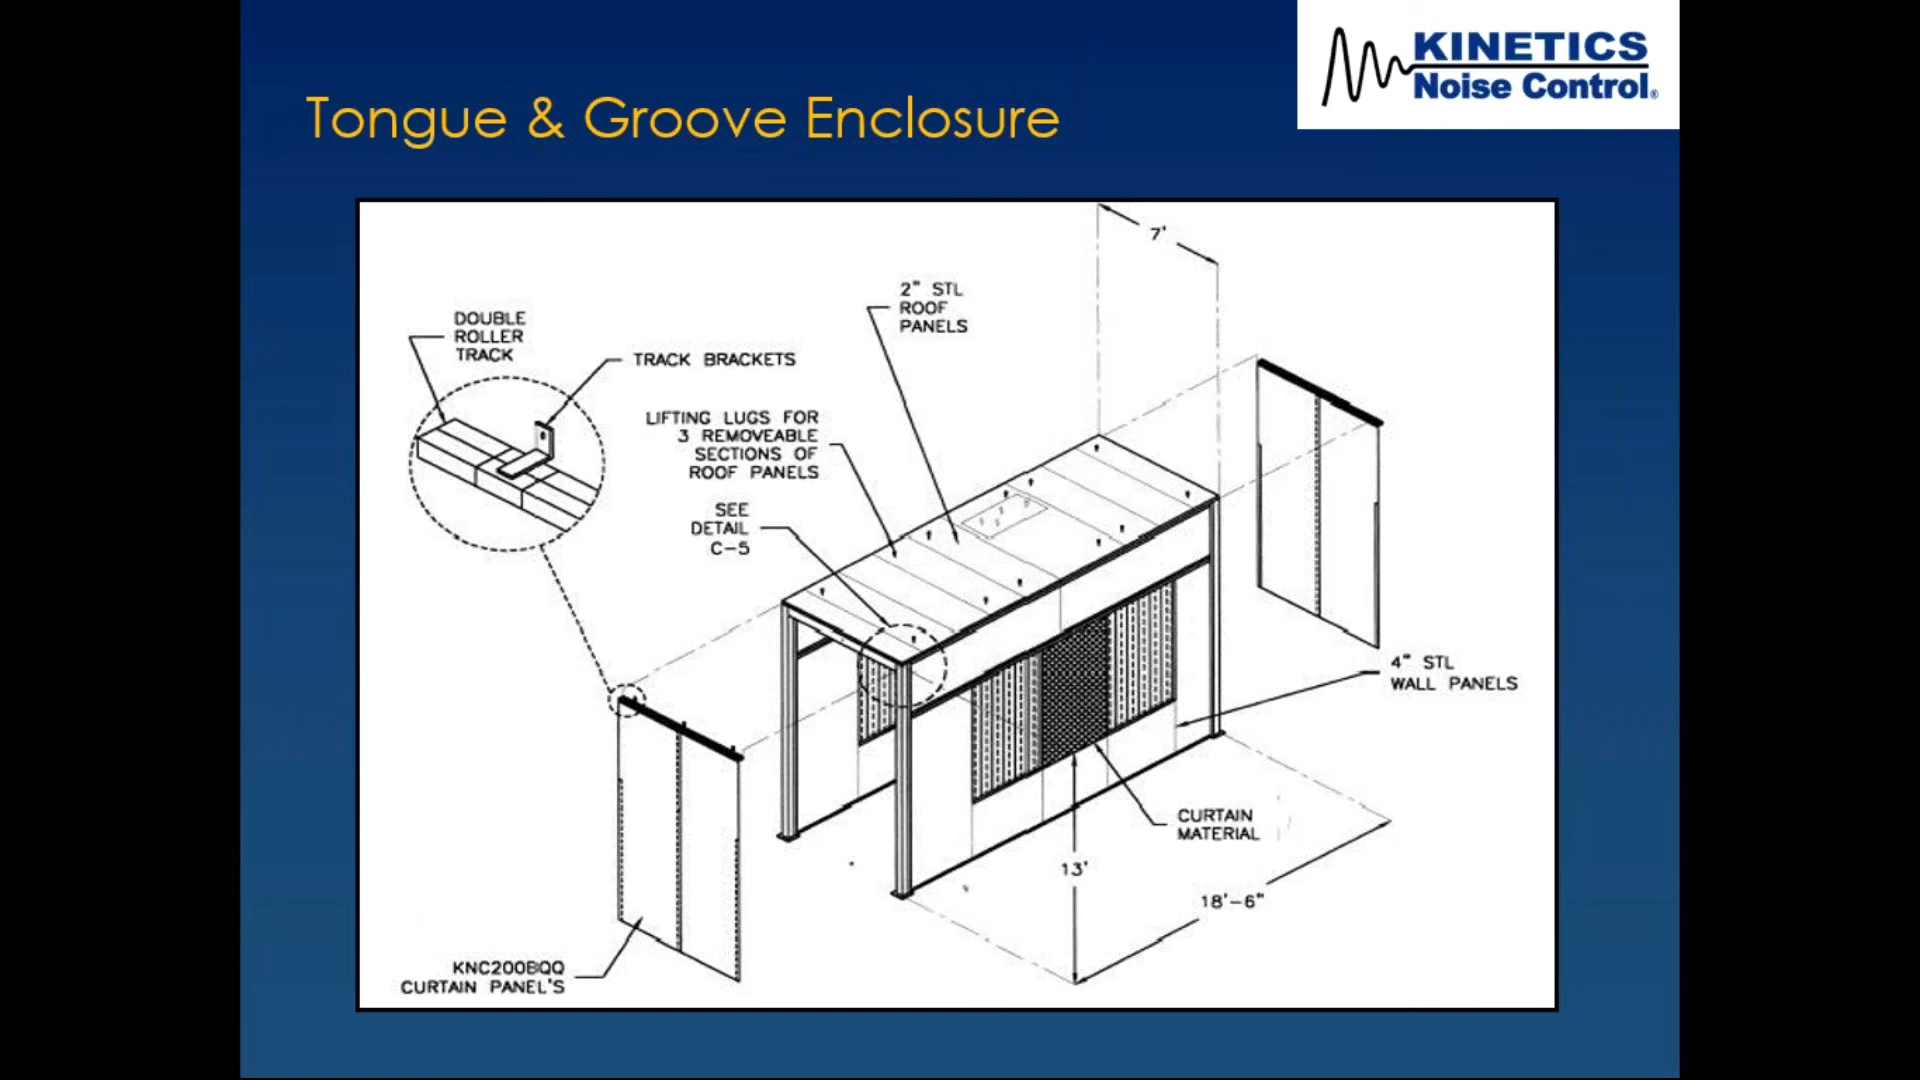 KINETICS
Noise Control®
Tongue & Groove Enclosure
7'
2" STL
ROOF
PANELS
DOUBLE
ROLLER
TRACK
TRACK BRACKETS
LIFTING LUGS FOR
3 REMOVEABLE
SECTIONS OF
ROOF PANELS
SEE
DETAIL
C-5
4" STL
WALL PANELS
CURTAIN
MATERIAL
13'
18'-6"
KNC200BQQ
CURTAIN PANEL'S